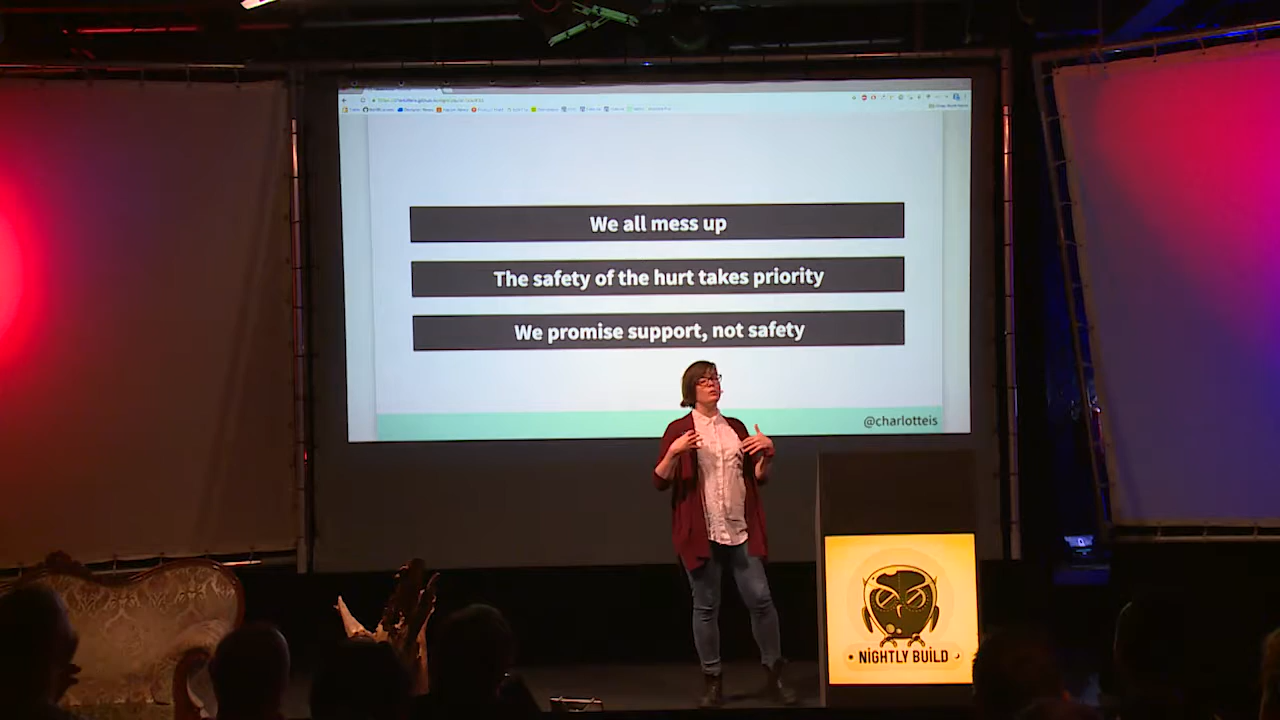 We all mess up
The safety of the hurt takes priority
We promise support, not safety
@charlotteis
• NiGHTLY BUiLD